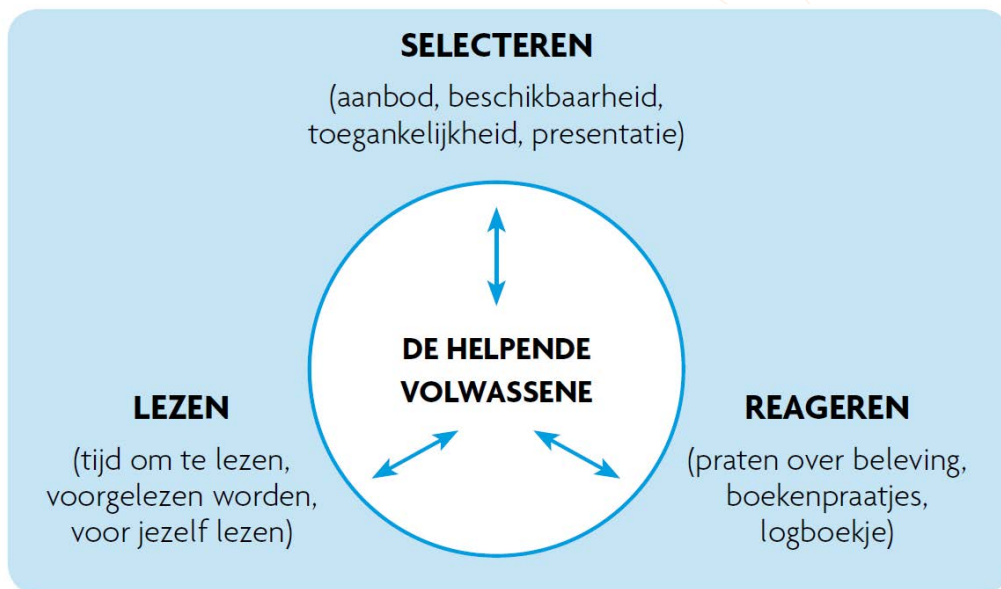 SELECTEREN
(aanbod, beschikbaarheid,
toegankelijkheid, presentatie)
DE HELPENDE
VOLWASSENE
LEZEN
(tijd om te lezen,
voorgelezen worden,
voor jezelf lezen)
REAGEREN
(praten over beleving,
boekenpraatjes,
logboekje)